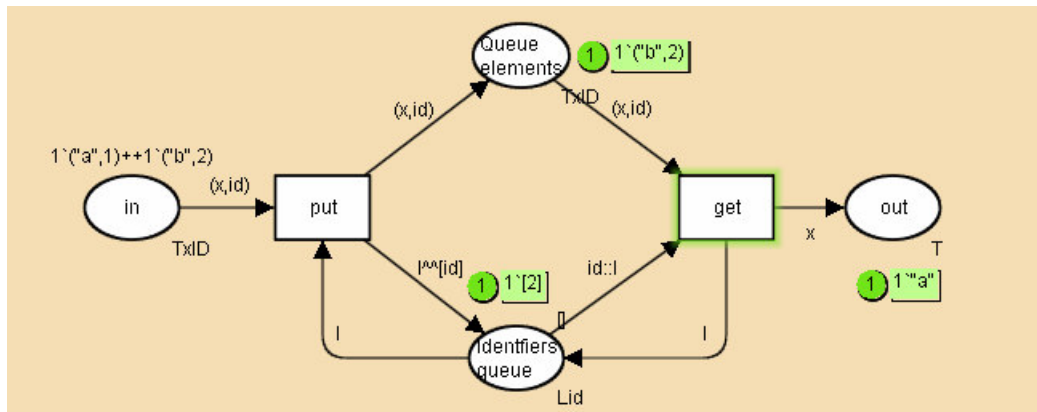 Queue
elements
1 1`("b",2)
TxID
(x,id)
(x,id)
1`("a",1)++1`("b",2)
(x,id)
in
put
get
out
TxID
x
T
l^^[id]
1 1`[2]
id::l
1 1`"a"
[]
l
l
Identfiers
queue
Lid